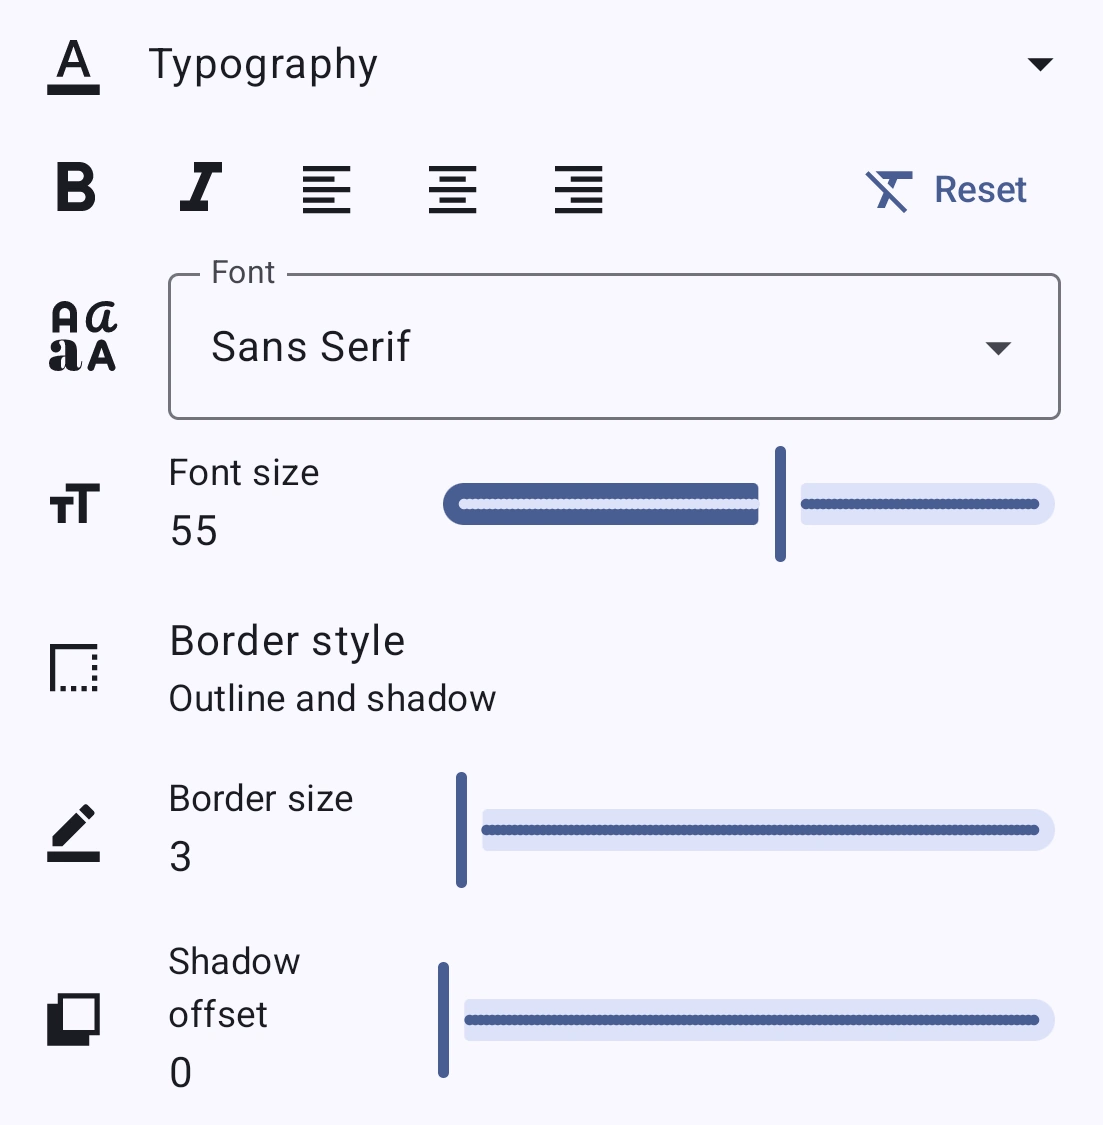 Typography
Reset
Font
Sans Serif
Font size
55
Border style
Outline and shadow
Border size
3
Shadow
offset
0